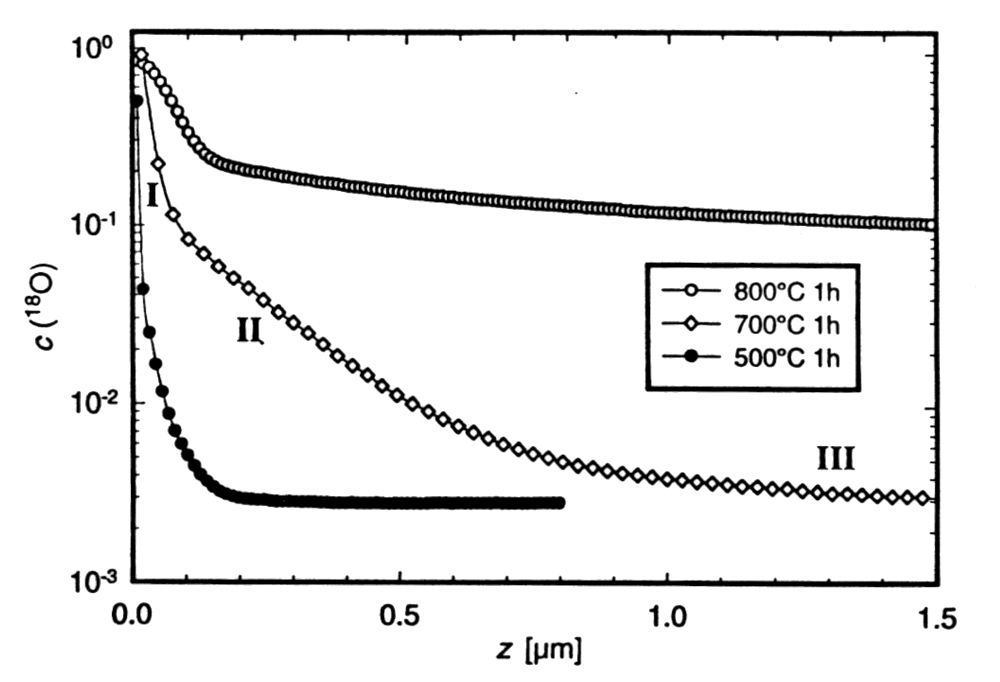 10⁰
10⁻¹
10⁻²
10⁻³
c (¹⁸O)
I
II
III
800°C 1h
700°C 1h
500°C 1h
0.0 0.5 1.0 1.5
z [µm]